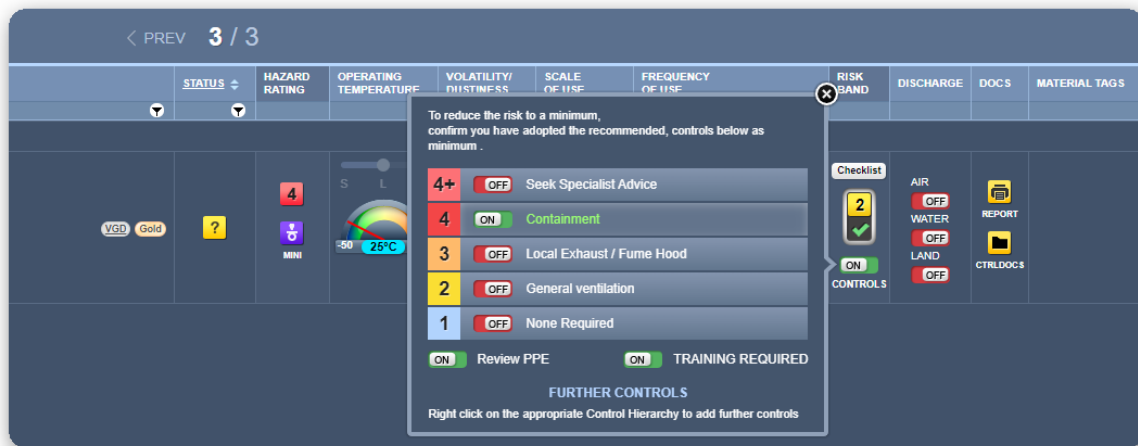 < PREV 3 / 3
STATUS
HAZARD RATING
OPERATING TEMPERATURE
VOLATILITY/ DUSTINESS
SCALE OF USE
FREQUENCY OF USE
RISK BAND
DISCHARGE
DOCS
MATERIAL TAGS
VGD Gold
?
4
MINI
S L
-50 25°C
To reduce the risk to a minimum,
confirm you have adopted the recommended, controls below as
minimum .
4+ OFF Seek Specialist Advice
4 ON Containment
3 OFF Local Exhaust / Fume Hood
2 OFF General ventilation
1 OFF None Required
ON Review PPE ON TRAINING REQUIRED
FURTHER CONTROLS
Right click on the appropriate Control Hierarchy to add further controls
Checklist
2
ON
CONTROLS
AIR
OFF
WATER
OFF
LAND
OFF
REPORT
CTRLDOCS